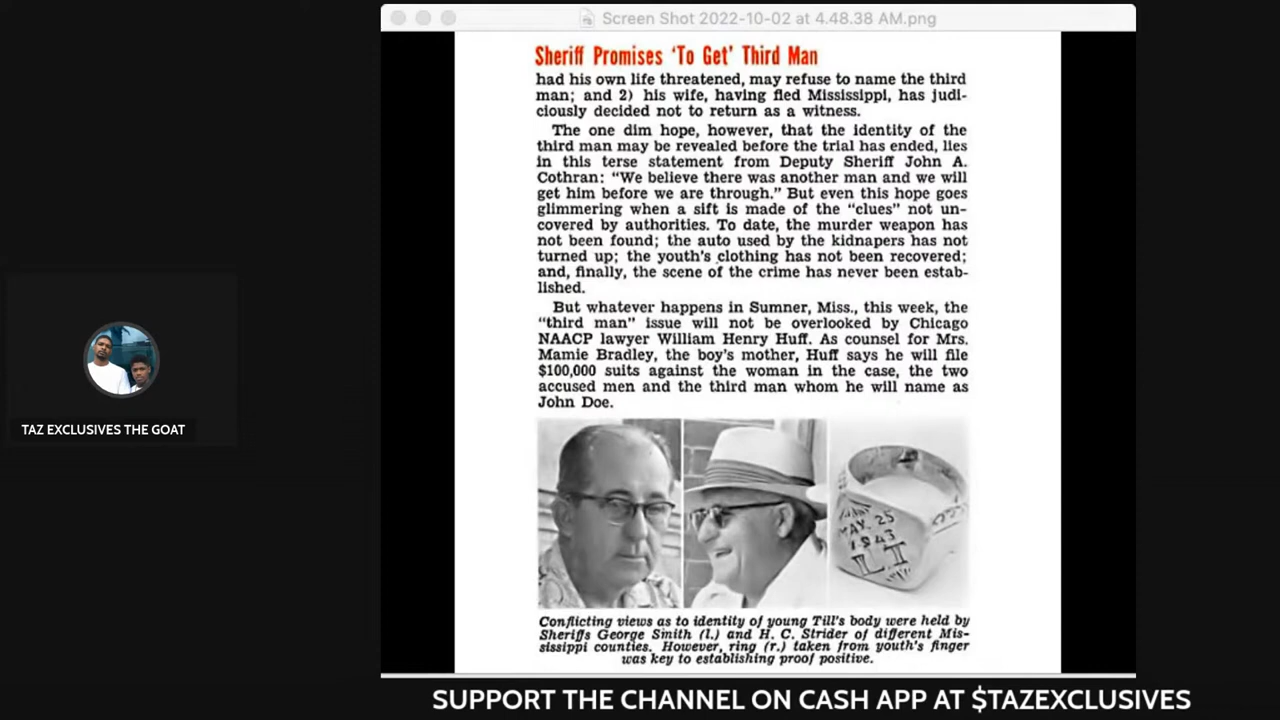 Screen Shot 2022-10-02 at 4.48.38 AM.png
Sheriff Promises 'To Get' Third Man
had his own life threatened, may refuse to name the third
man; and 2) his wife, having fled Mississippi, has judi-
ciously decided not to return as a witness.
The one dim hope, however, that the identity of the
third man may be revealed before the trial has ended, lies
in this terse statement from Deputy Sheriff John A.
Cothran: "We believe there was another man and we will
get him before we are through." But even this hope goes
glimmering when a sift is made of the "clues" not un-
covered by authorities. To date, the murder weapon has
not been found; the auto used by the kidnapers has not
turned up; the youth's clothing has not been recovered;
and, finally, the scene of the crime has never been estab-
lished.
But whatever happens in Sumner, Miss., this week, the
"third man" issue will not be overlooked by Chicago
NAACP lawyer William Henry Huff. As counsel for Mrs.
Mamie Bradley, the boy's mother, Huff says he will file
$100,000 suits against the woman in the case, the two
accused men and the third man whom he will name as
John Doe.
MAY. 25
1943
L.T
Conflicting views as to identity of young Till's body were held by
Sheriffs George Smith (l.) and H. C. Strider of different Mis-
sissippi counties. However, ring (r.) taken from youth's finger
was key to establishing proof positive.
TAZ EXCLUSIVES THE GOAT
SUPPORT THE CHANNEL ON CASH APP AT $TAZEXCLUSIVES